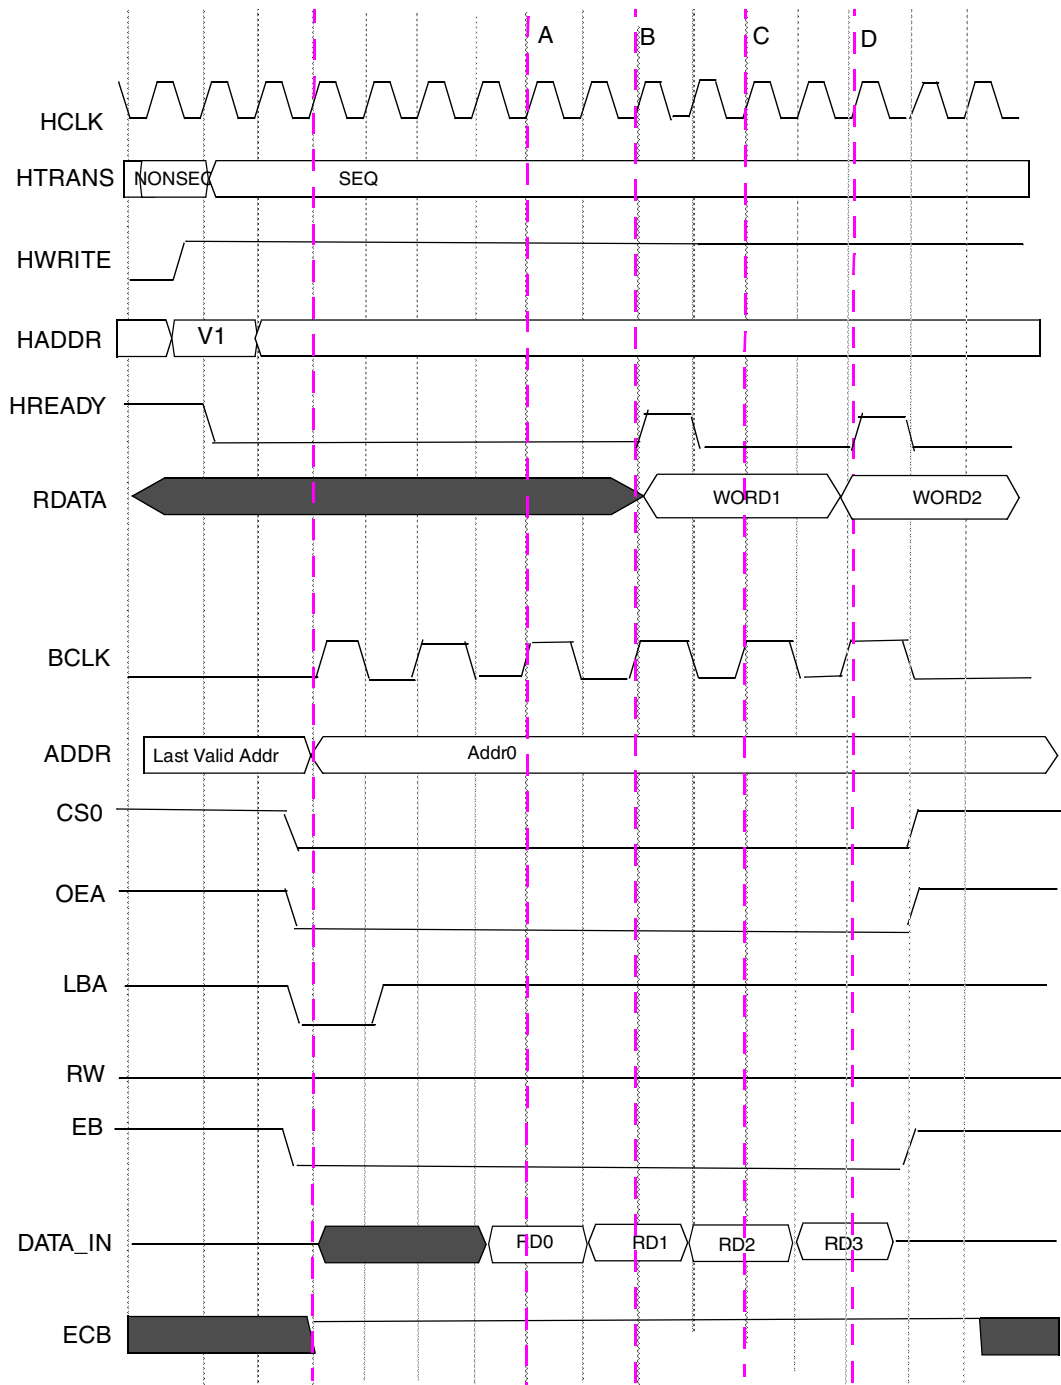 A B C D
HCLK
HTRANS NONSEQ SEQ
HWRITE
HADDR V1
HREADY
RDATA WORD1 WORD2
BCLK
ADDR Last Valid Addr Addr0
CS0
OEA
LBA
RW
EB
DATA_IN RD0 RD1 RD2 RD3
ECB